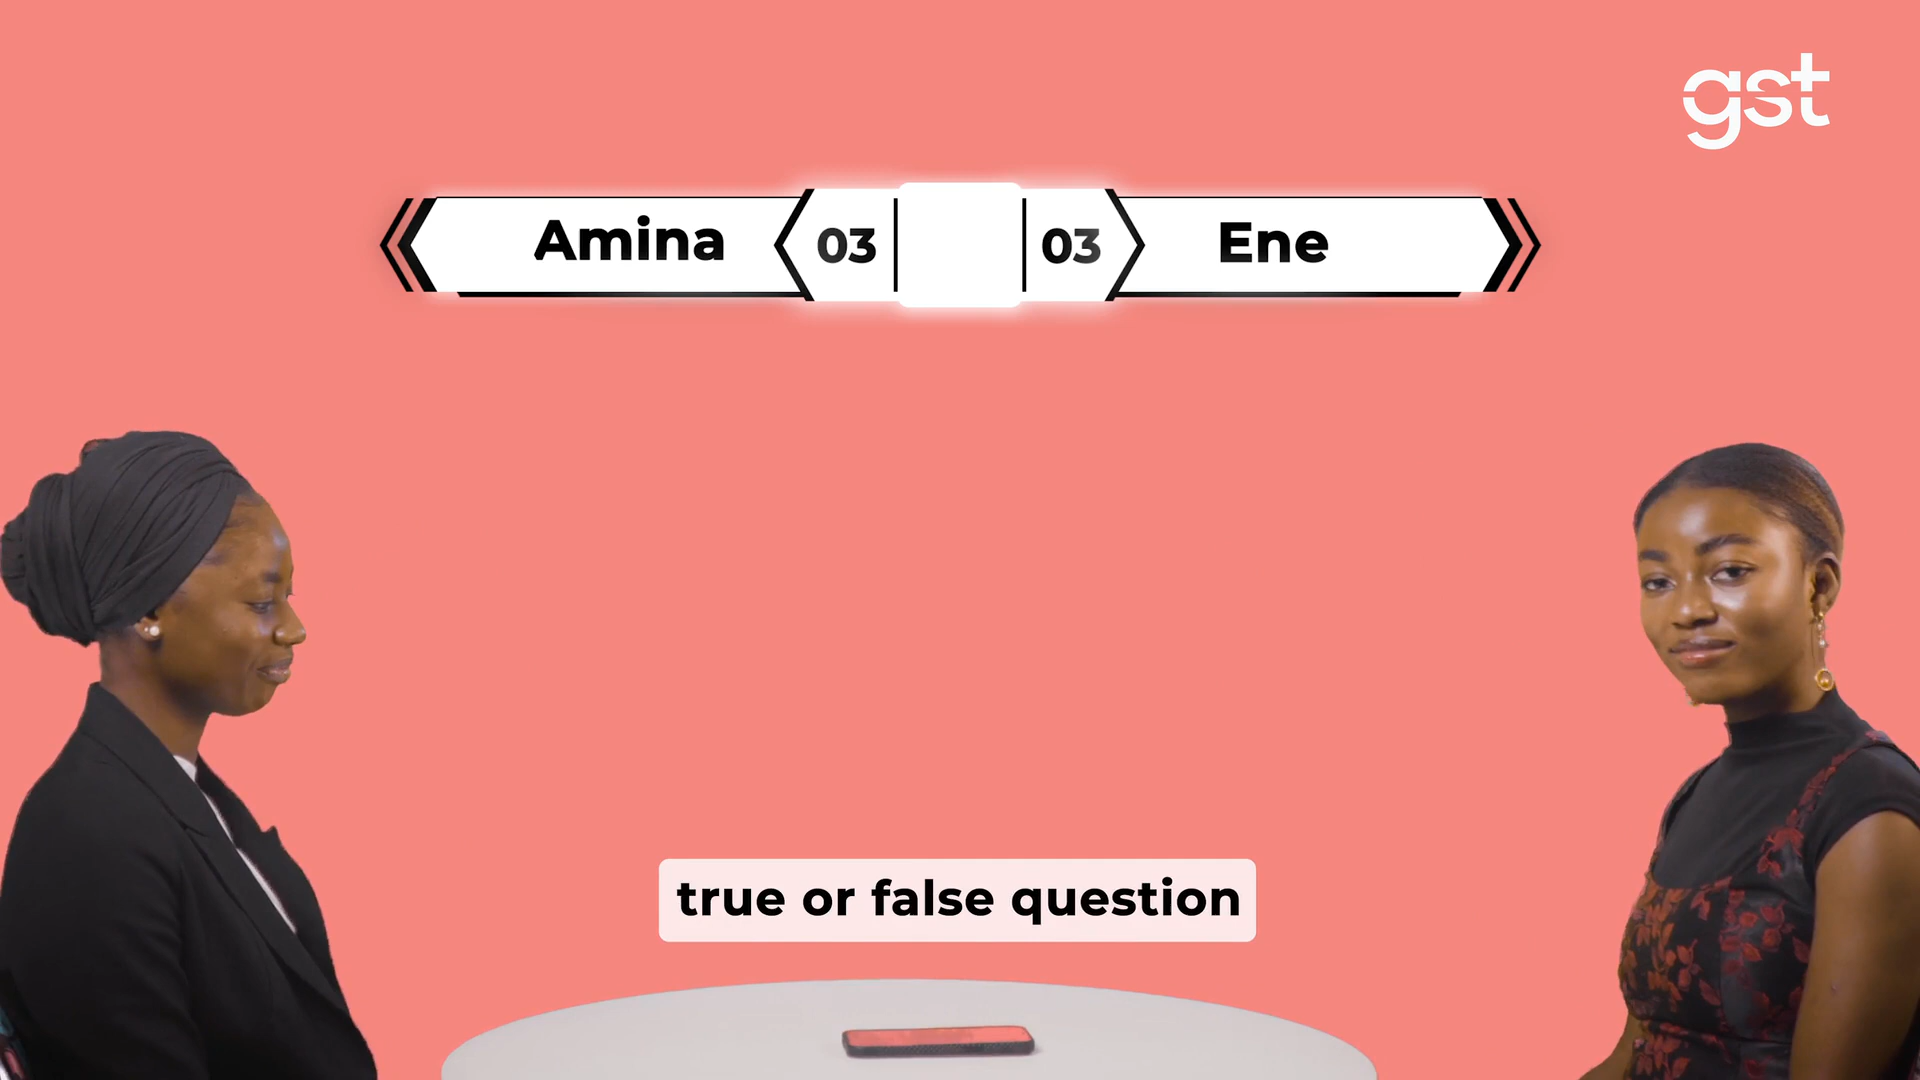 gst
Amina 03 03 Ene
true or false question